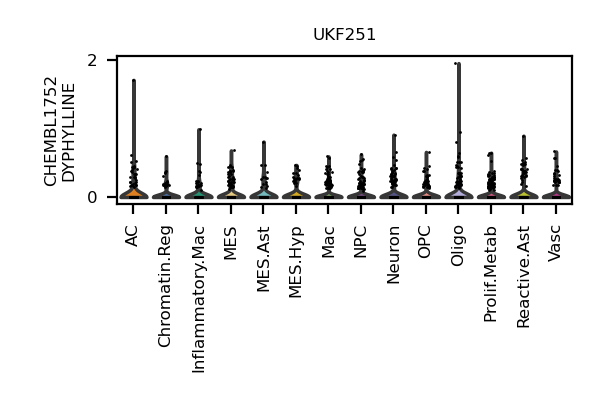 UKF251
CHEMBL1752
DYPHYLLINE
2
0
AC
Chromatin.Reg
Inflammatory.Mac
MES
MES.Ast
MES.Hyp
Mac
NPC
Neuron
OPC
Oligo
Prolif.Metab
Reactive.Ast
Vasc